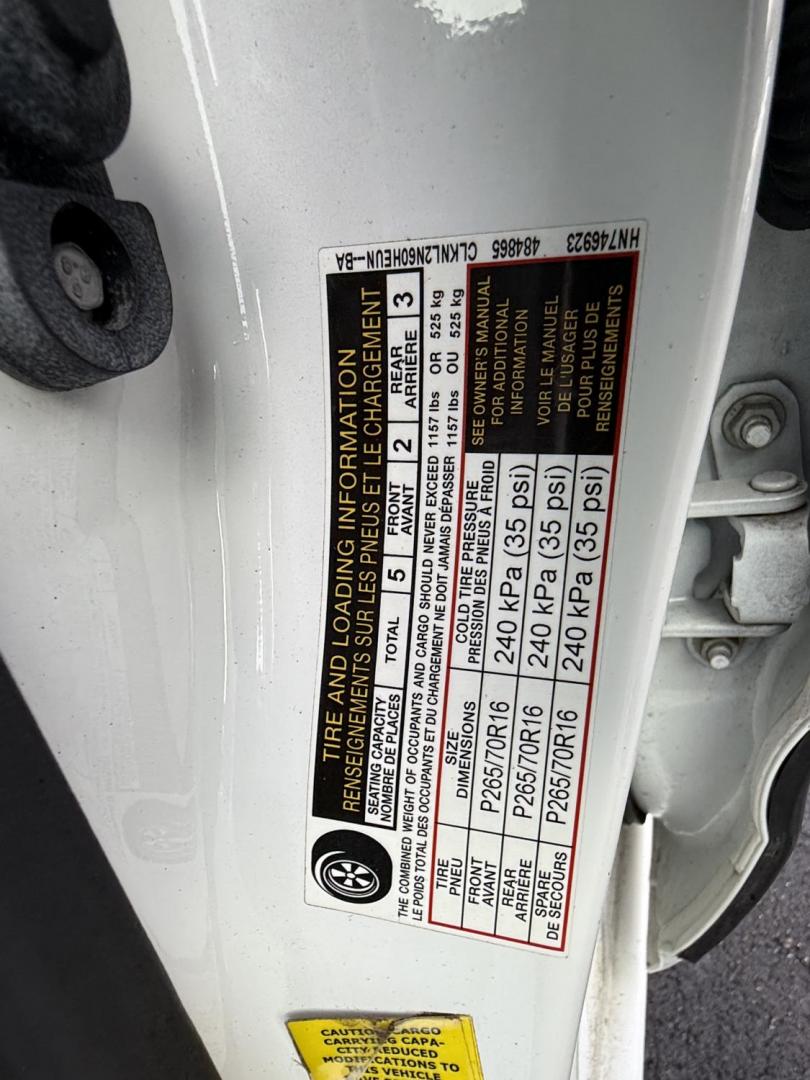 TIRE AND LOADING INFORMATION
RENSEIGNEMENTS SUR LES PNEUS ET LE CHARGEMENT
SEATING CAPACITY
NOMBRE DE PLACES
TOTAL 5
FRONT
AVANT
2
REAR
ARRIÈRE
3
THE COMBINED WEIGHT OF OCCUPANTS AND CARGO SHOULD NEVER EXCEED 1157 lbs OR 525 kg
LE POIDS TOTAL DES OCCUPANTS ET DU CHARGEMENT NE DOIT JAMAIS DÉPASSER 1157 lbs OU 525 kg
TIRE
PNEU
SIZE
DIMENSIONS
COLD TIRE PRESSURE
PRESSION DES PNEUS À FROID
FRONT
AVANT
P265/70R16
240 kPa (35 psi)
REAR
ARRIÈRE
P265/70R16
240 kPa (35 psi)
SPARE
DE SECOURS
P265/70R16
240 kPa (35 psi)
SEE OWNER'S MANUAL
FOR ADDITIONAL
INFORMATION
VOIR LE MANUEL
DE L'USAGER
POUR PLUS DE
RENSEIGNEMENTS
CLKNL2N60HEUN--BA
484865
HN746923
CAUTION CARGO
CARRYING CAPA-
CITY REDUCED
MODIFICATIONS TO
THIS VEHICLE